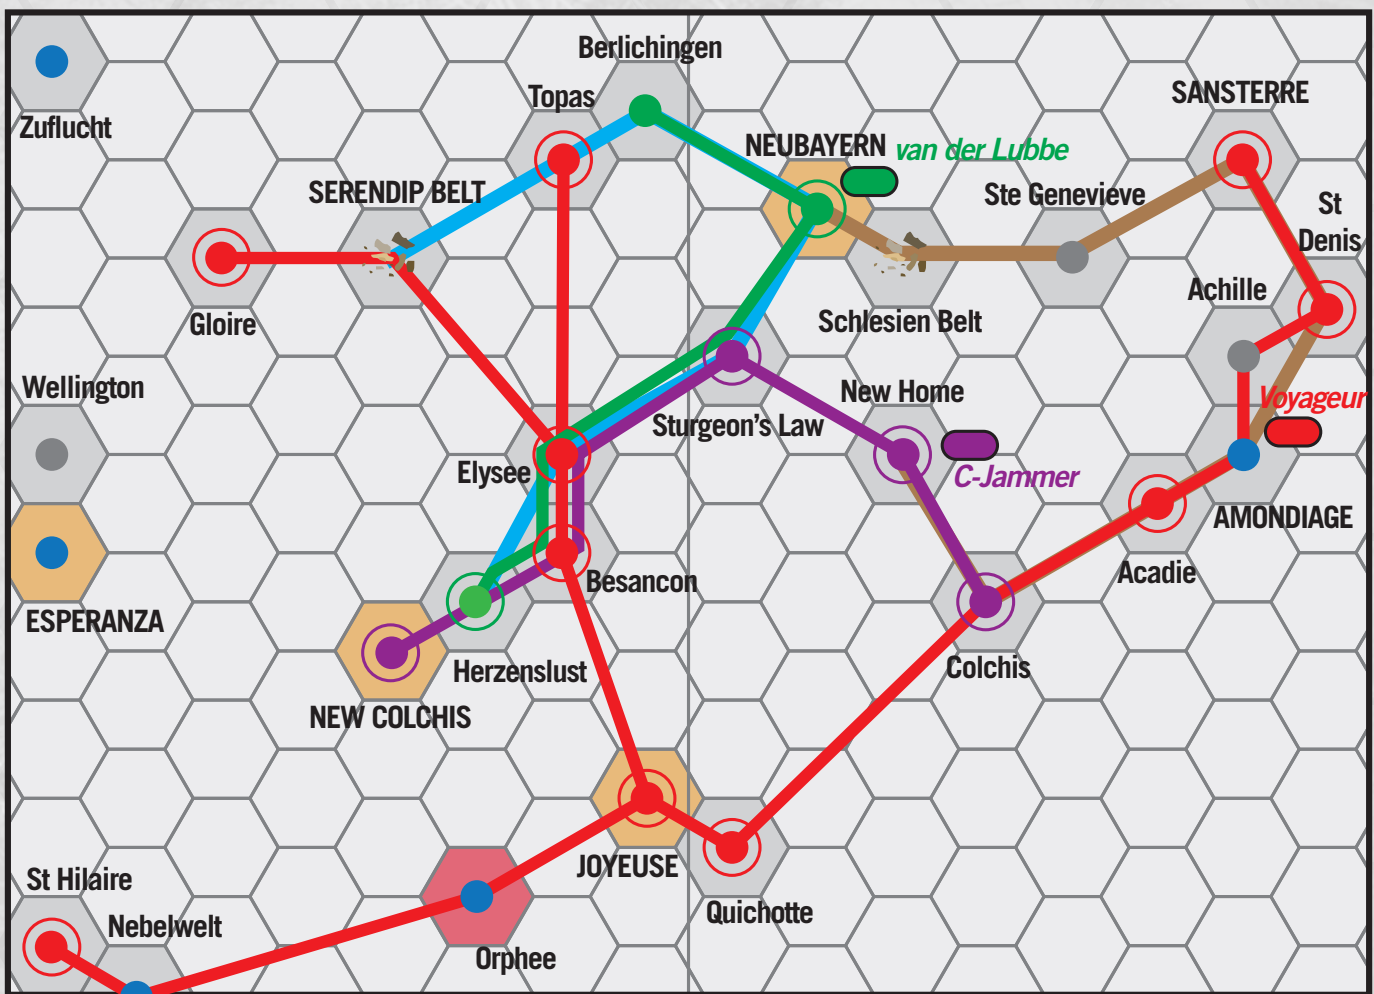 Berlichingen
Topas
SANSTERRE
Zuflucht
NEUBAYERN
van der Lubbe
SERENDIP BELT
Ste Genevieve
St
Denis
Achille
Gloire
Schlesien Belt
Wellington
New Home
Voyageur
Sturgeon's Law
Elysee
C-Jammer
AMONDIAGE
Besancon
Acadie
ESPERANZA
Herzenslust
Colchis
NEW COLCHIS
JOYEUSE
St Hilaire
Quichotte
Nebelwelt
Orphee